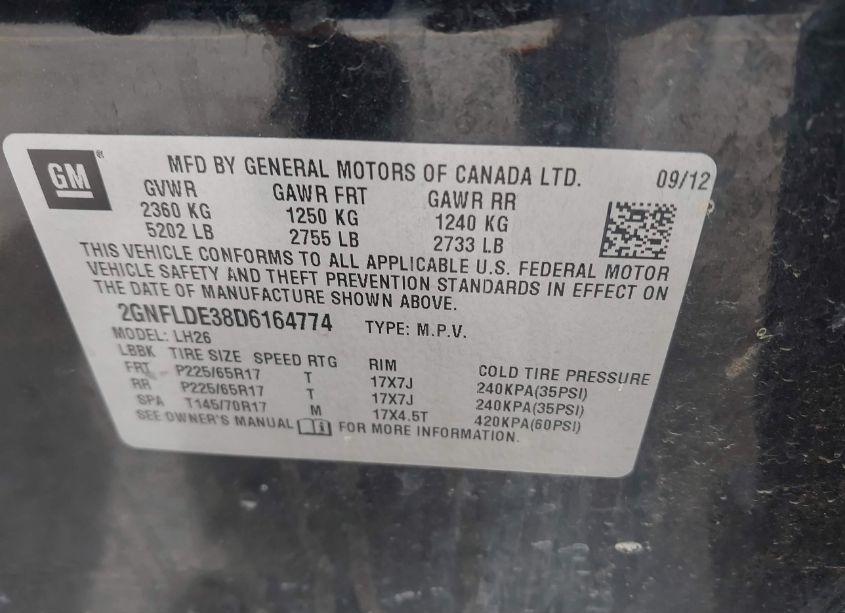 GM
MFD BY GENERAL MOTORS OF CANADA LTD. 09/12
GVWR GAWR FRT GAWR RR
2360 KG 1250 KG 1240 KG
5202 LB 2755 LB 2733 LB
THIS VEHICLE CONFORMS TO ALL APPLICABLE U.S. FEDERAL MOTOR
VEHICLE SAFETY AND THEFT PREVENTION STANDARDS IN EFFECT ON
THE DATE OF MANUFACTURE SHOWN ABOVE.
2GNFLDE38D6164774 TYPE: M.P.V.
MODEL: LH26
LBBK TIRE SIZE SPEED RTG RIM COLD TIRE PRESSURE
FRT P225/65R17 T 17X7J 240KPA(35PSI)
RR P225/65R17 T 17X7J 240KPA(35PSI)
SPA T145/70R17 M 17X4.5T 420KPA(60PSI)
SEE OWNER'S MANUAL FOR MORE INFORMATION.